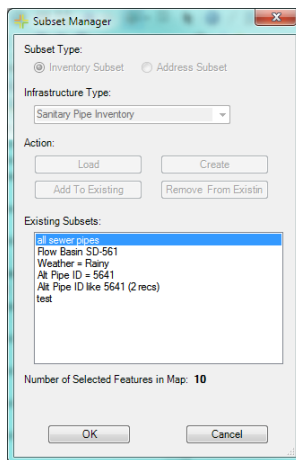 Subset Manager
Subset Type:
Inventory Subset Address Subset
Infrastructure Type:
Sanitary Pipe Inventory
Action:
Load Create
Add To Existing Remove From Existin
Existing Subsets:
all sewer pipes
Flow Basin SD-561
Weather = Rainy
Alt Pipe ID = 5641
Alit Pipe ID like 5641 (2 recs)
test
Number of Selected Features in Map: 10
OK Cancel